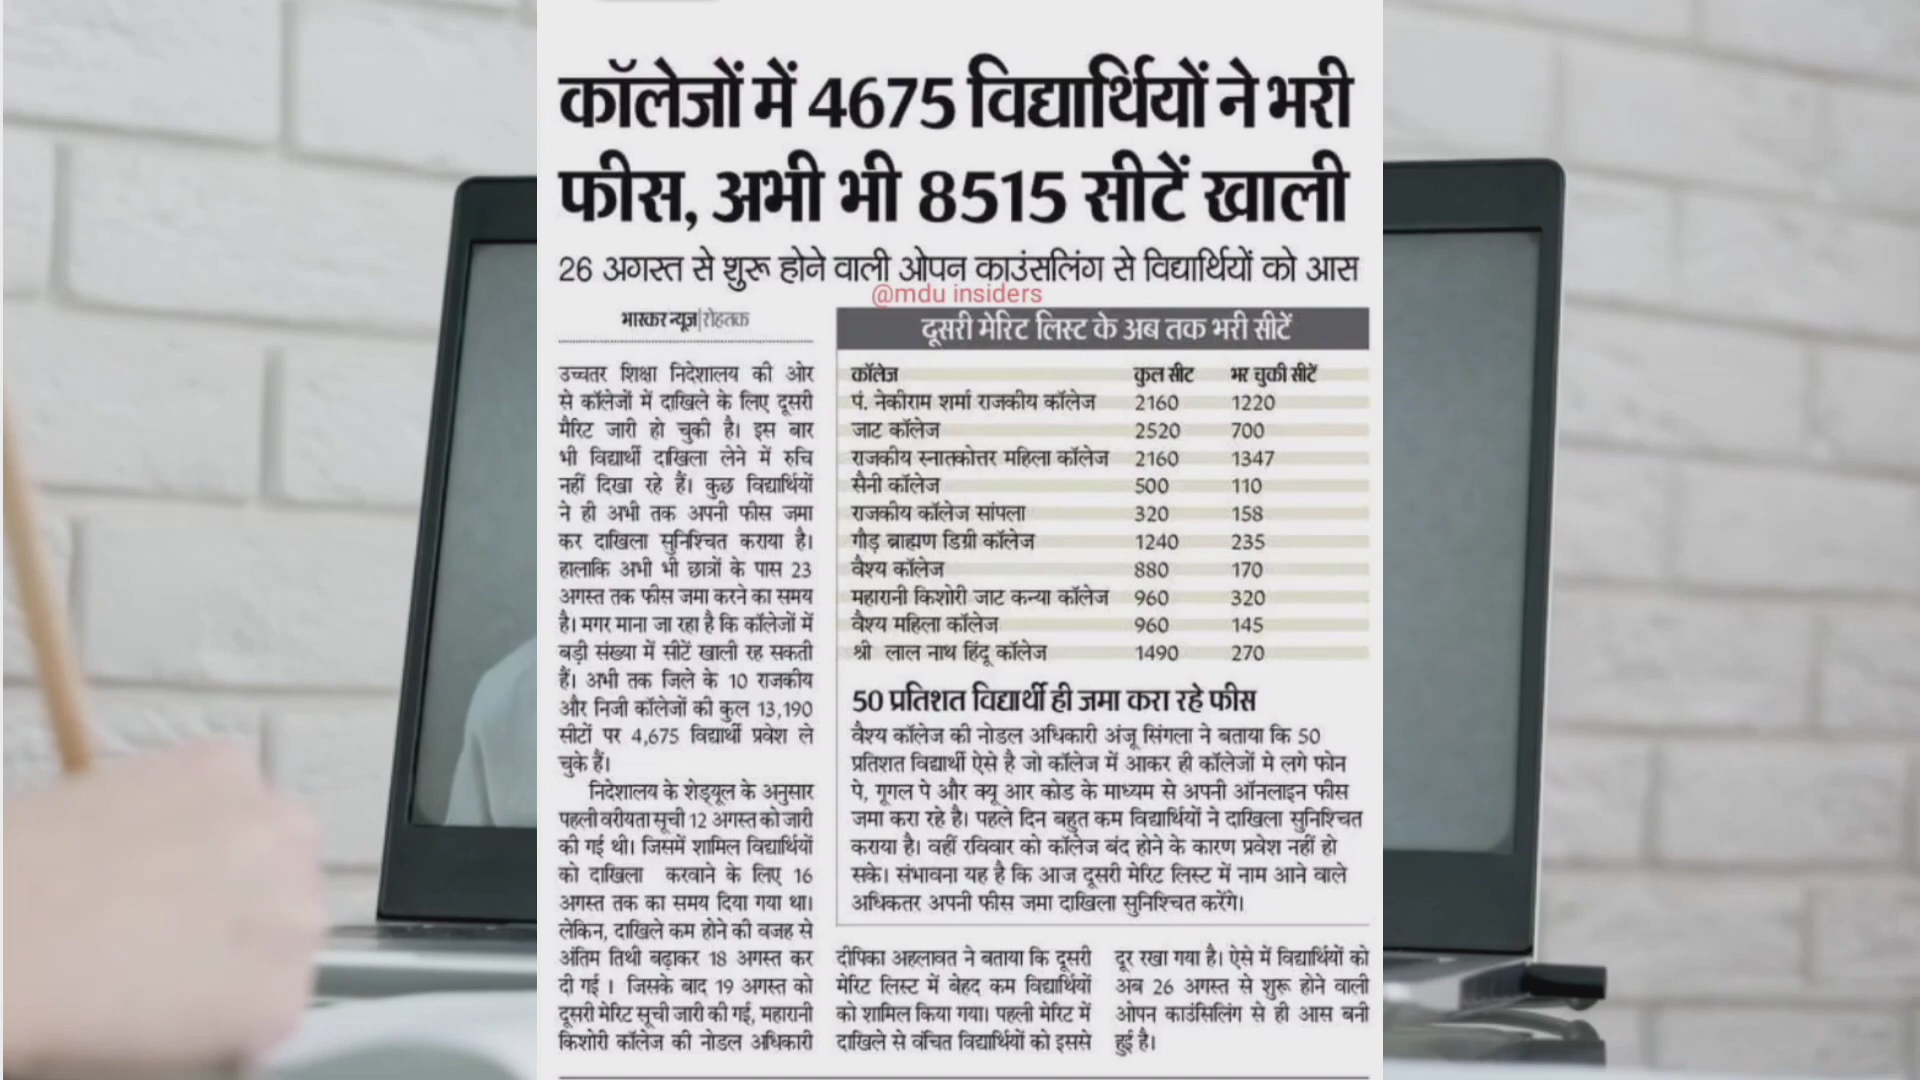 कॉलेजों में 4675 विद्यार्थियों ने भरी
फीस, अभी भी 8515 सीटें खाली
26 अगस्त से शुरू होने वाली ओपन काउंसलिंग से विद्यार्थियों को आस
@mdu insiders
भास्कर न्यूज़|रोहतक
उच्चतर शिक्षा निदेशालय की ओर
से कॉलेजों में दाखिले के लिए दूसरी
मैरिट जारी हो चुकी है। इस बार
भी विद्यार्थी दाखिला लेने में रुचि
नहीं दिखा रहे हैं। कुछ विद्यार्थियों
ने ही अभी तक अपनी फीस जमा
कर दाखिला सुनिश्चित कराया है।
हालाकि अभी भी छात्रों के पास 23
अगस्त तक फीस जमा करने का समय
है। मगर माना जा रहा है कि कॉलेजों में
बड़ी संख्या में सीटें खाली रह सकती
हैं। अभी तक जिले के 10 राजकीय
और निजी कॉलेजों की कुल 13,190
सीटों पर 4,675 विद्यार्थी प्रवेश ले
चुके हैं।
निदेशालय के शेड्यूल के अनुसार
पहली वरीयता सूची 12 अगस्त को जारी
की गई थी। जिसमें शामिल विद्यार्थियों
को दाखिला करवाने के लिए 16
अगस्त तक का समय दिया गया था।
लेकिन, दाखिले कम होने की वजह से
अंतिम तिथी बढ़ाकर 18 अगस्त कर
दी गई । जिसके बाद 19 अगस्त को
दूसरी मेरिट सूची जारी की गई, महारानी
किशोरी कॉलेज की नोडल अधिकारी
दूसरी मेरिट लिस्ट के अब तक भरी सीटें
कॉलेज कुल सीट भर चुकी सीटें
पं. नेकीराम शर्मा राजकीय कॉलेज 2160 1220
जाट कॉलेज 2520 700
राजकीय स्नातकोत्तर महिला कॉलेज 2160 1347
सैनी कॉलेज 500 110
राजकीय कॉलेज सांपला 320 158
गौड़ ब्राह्मण डिग्री कॉलेज 1240 235
वैश्य कॉलेज 880 170
महारानी किशोरी जाट कन्या कॉलेज 960 320
वैश्य महिला कॉलेज 960 145
श्री लाल नाथ हिंदू कॉलेज 1490 270
50 प्रतिशत विद्यार्थी ही जमा करा रहे फीस
वैश्य कॉलेज की नोडल अधिकारी अंजू सिंगला ने बताया कि 50
प्रतिशत विद्यार्थी ऐसे है जो कॉलेज में आकर ही कॉलेजों मे लगे फोन
पे, गूगल पे और क्यू आर कोड के माध्यम से अपनी ऑनलाइन फीस
जमा करा रहे है। पहले दिन बहुत कम विद्यार्थियों ने दाखिला सुनिश्चित
कराया है। वहीं रविवार को कॉलेज बंद होने के कारण प्रवेश नहीं हो
सके। संभावना यह है कि आज दूसरी मेरिट लिस्ट में नाम आने वाले
अधिकतर अपनी फीस जमा दाखिला सुनिश्चित करेंगे।
दीपिका अहलावत ने बताया कि दूसरी
मेरिट लिस्ट में बेहद कम विद्यार्थियों
को शामिल किया गया। पहली मेरिट में
दाखिले से वंचित विद्यार्थियों को इससे
दूर रखा गया है। ऐसे में विद्यार्थियों को
अब 26 अगस्त से शुरू होने वाली
ओपन काउंसिलिंग से ही आस बनी
हुई है।